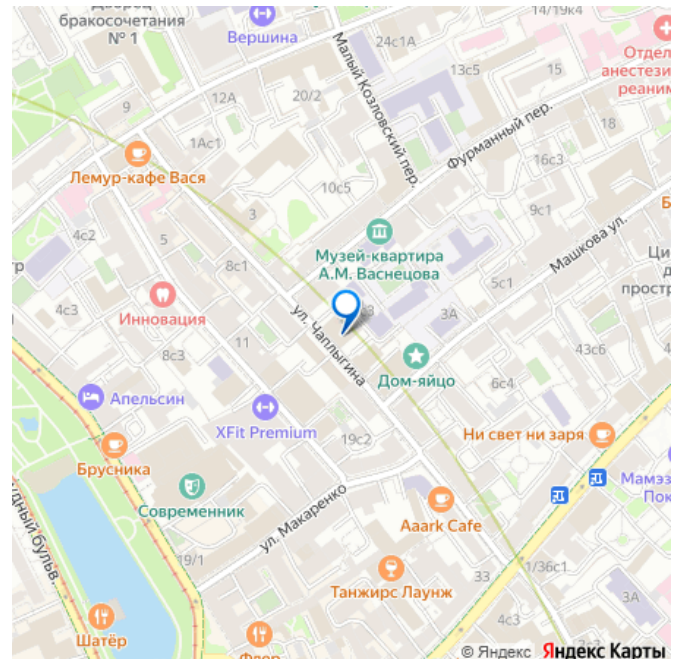 Дворец
бракосочетания
№ 1
Вершина
24с1А
14/19к4
13с5
15
Отдел
анестези
реаним
9
12А
20/2
Малый Козловский пер.
18
1Ас1
Фурманный пер.
Лемур-кафе Вася
16с3
10с5
3
9с1
4с2
5
Музей-квартира
А.М. Васнецова
Машкова ул.
8с1
5с1
4с3
Инновация
ул. Чаплыгина
3А
11
8с3
Дом-яйцо
43с6
6с4
Апельсин
XFit Premium
Ни свет ни заря
19с2
Брусника
Современник
ул. Макаренко
Aaark Cafe
19/1
Танжирс Лаунж
33
1/36с1
3А
4с3
Шатёр
© Яндекс Яндекс Карты